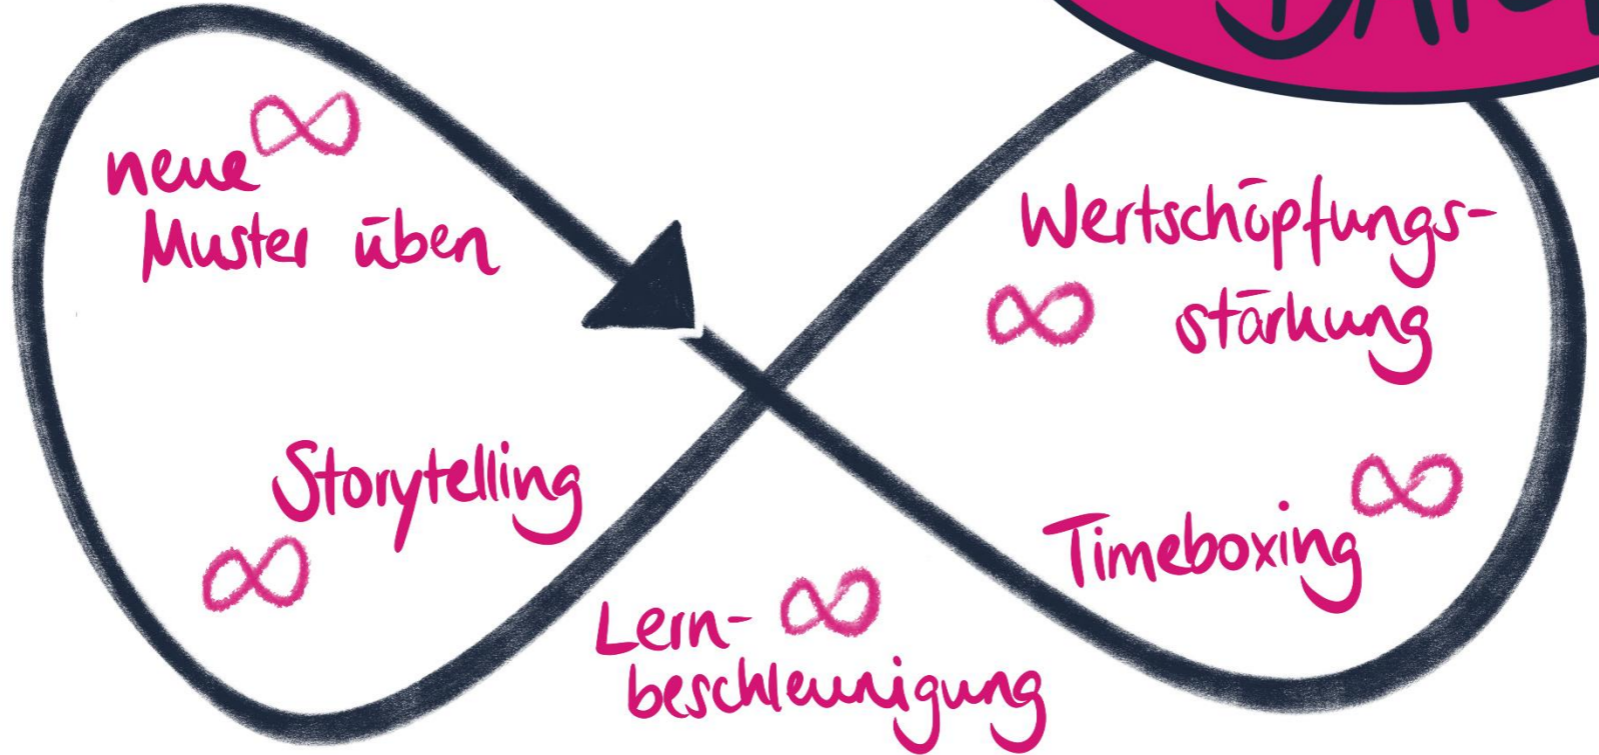 neue
Muster üben
Wertschöpfungs-
stärkung
Storytelling
Timeboxing
Lern-
beschleunigung